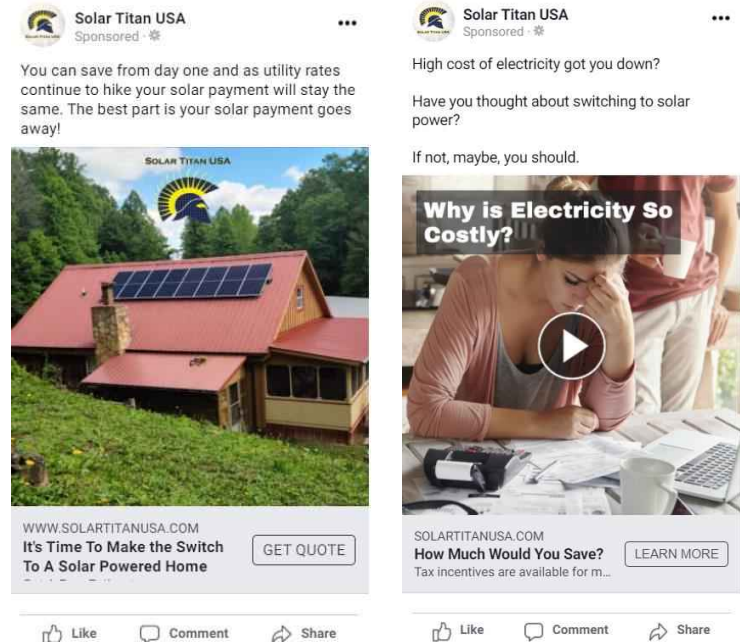 Solar Titan USA
Sponsored ·
You can save from day one and as utility rates
continue to hike your solar payment will stay the
same. The best part is your solar payment goes
away!
SOLAR TITAN USA
WWW.SOLARTITANUSA.COM
It's Time To Make the Switch
To A Solar Powered Home
GET QUOTE
Like
Comment
Share
Solar Titan USA
Sponsored ·
High cost of electricity got you down?
Have you thought about switching to solar
power?
If not, maybe, you should.
Why is Electricity So
Costly?
SOLARTITANUSA.COM
How Much Would You Save?
Tax incentives are available for m...
LEARN MORE
Like
Comment
Share